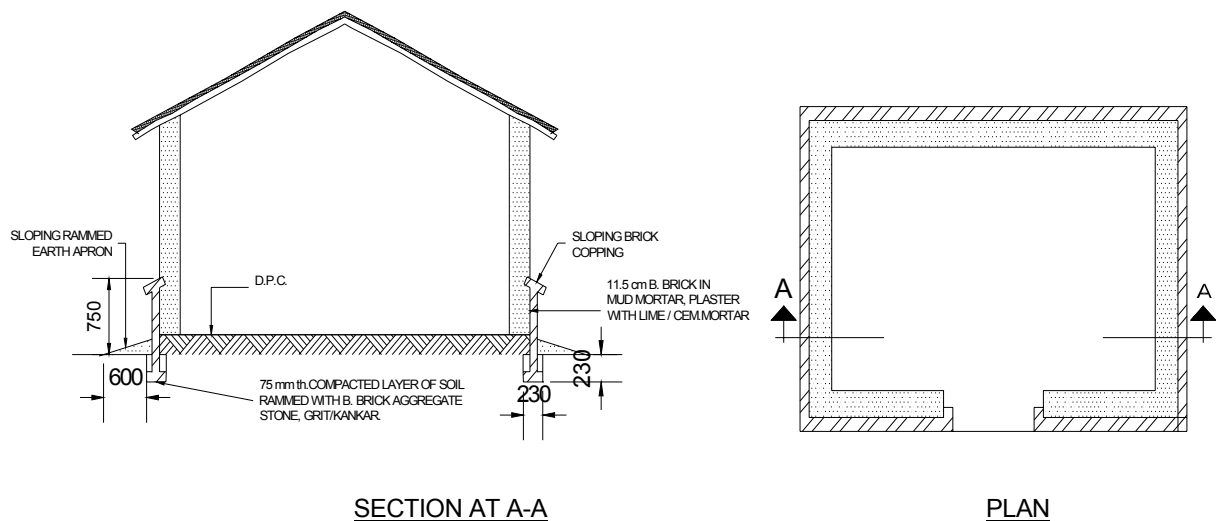 SLOPING RAMMED
EARTH APRON
D.P.C.
SLOPING BRICK
COPPING
11.5 cm B. BRICK IN
MUD MORTAR, PLASTER
WITH LIME / CEM.MORTAR
750
600
230
230
75 mm th.COMPACTED LAYER OF SOIL
RAMMED WITH B. BRICK AGGREGATE
STONE, GRIT/KANKAR.
SECTION AT A-A
A
A
PLAN